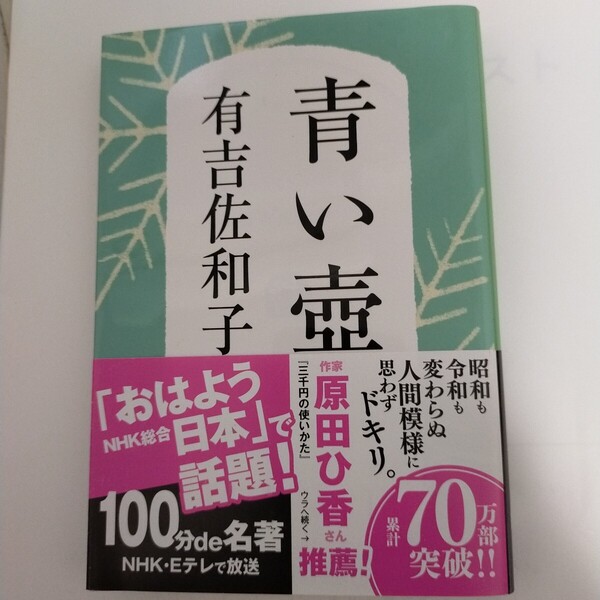 青い壺
有吉佐和子
昭和も
令和も
変わらぬ
人間模様に
思わず
ドキリ。
70万部
累計
突破!!
作家
原田ひ香さん
『三千円の使いかた』
ウラへ続く→
推薦!
「おはよう
NHK総合
日本」で
話題!
100分de名著
NHK・Eテレで放送